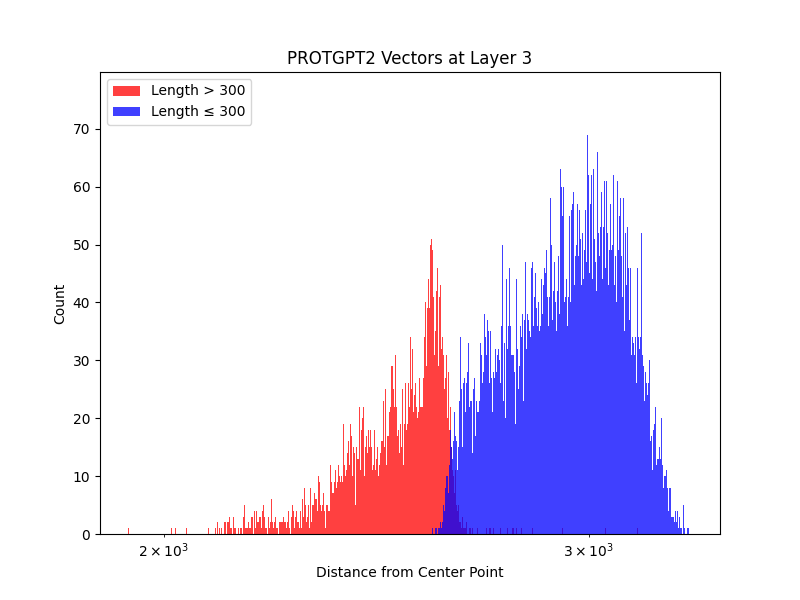 PROTGPT2 Vectors at Layer 3
Length > 300
Length ≤ 300
70
60
50
40
30
20
10
0
Count
2 × 10³
3 × 10³
Distance from Center Point